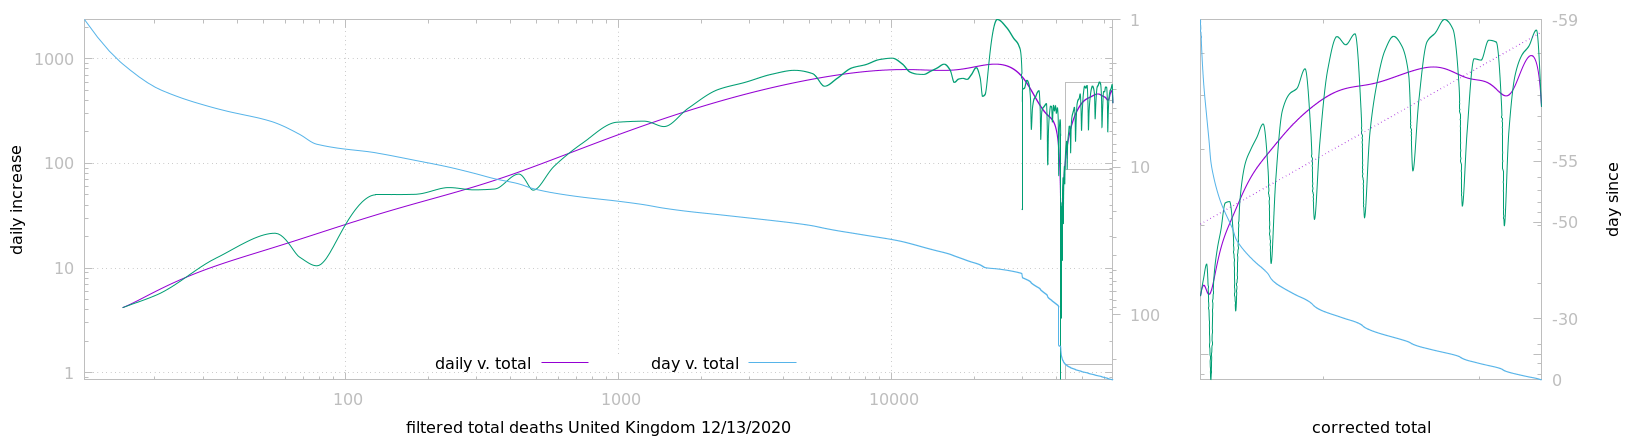 daily increase
1000
100
10
1
daily v. total
day v. total
100
1000
10000
filtered total deaths United Kingdom 12/13/2020
1
10
100
-59
-55
-50
-30
0
day since
corrected total